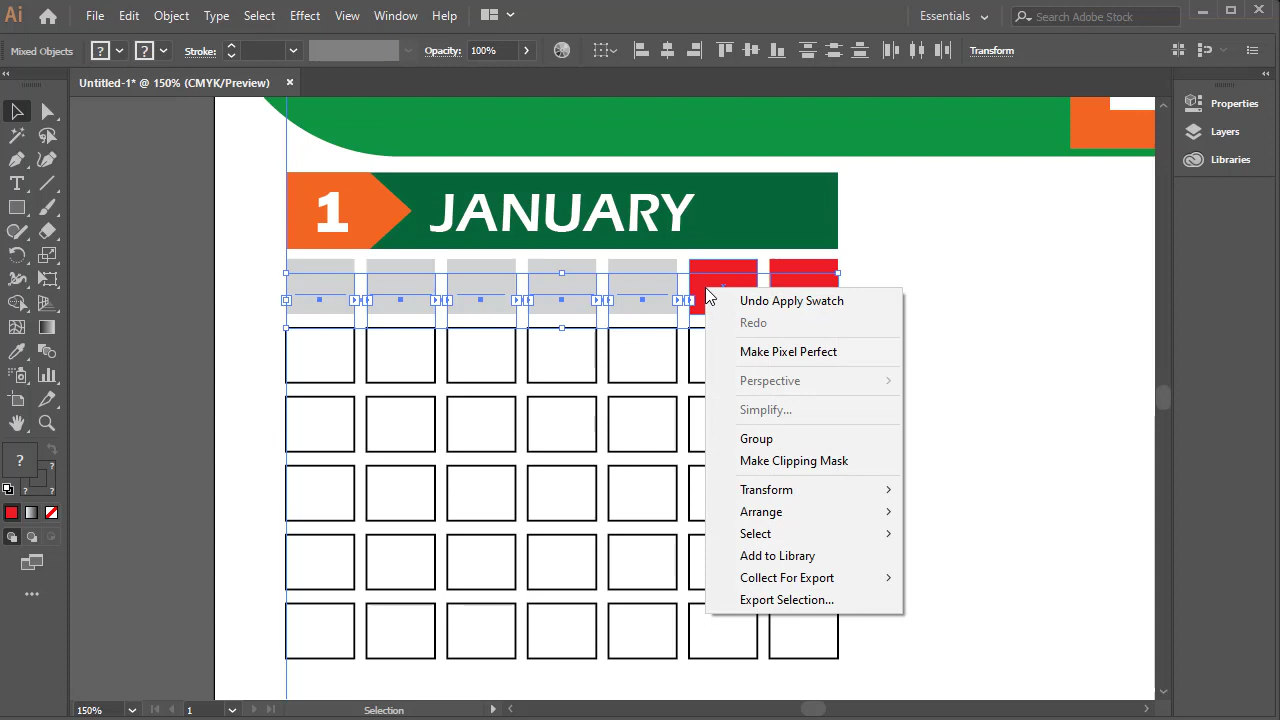 Ai File Edit Object Type Select Effect View Window Help Essentials Search Adobe Stock
Mixed Objects ? ? Stroke: Opacity: 100% Transform
Untitled-1* @ 150% (CMYK/Preview)
Properties
Layers
Libraries
1 JANUARY
Undo Apply Swatch
Redo
Make Pixel Perfect
Perspective
Simplify...
Group
Make Clipping Mask
Transform
Arrange
Select
Add to Library
Collect For Export
Export Selection...
?
?
? ?
150% 1 Selection